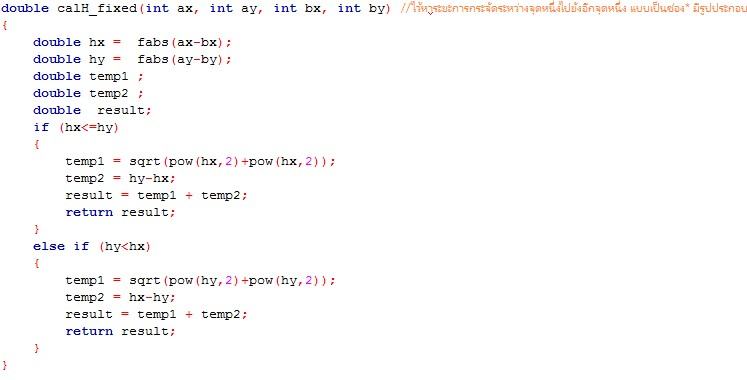 double calH_fixed(int ax, int ay, int bx, int by) //ไว้หาระยะการกระจัดระหว่างจุดหนึ่งไปยังอีกจุดหนึ่ง แบบเป็นช่อง* มีรูปประกอบ
{
double hx = fabs(ax-bx);
double hy = fabs(ay-by);
double temp1 ;
double temp2 ;
double result;
if (hx<=hy)
{
temp1 = sqrt(pow(hx,2)+pow(hx,2));
temp2 = hy-hx;
result = temp1 + temp2;
return result;
}
else if (hy<hx)
{
temp1 = sqrt(pow(hy,2)+pow(hy,2));
temp2 = hx-hy;
result = temp1 + temp2;
return result;
}
}